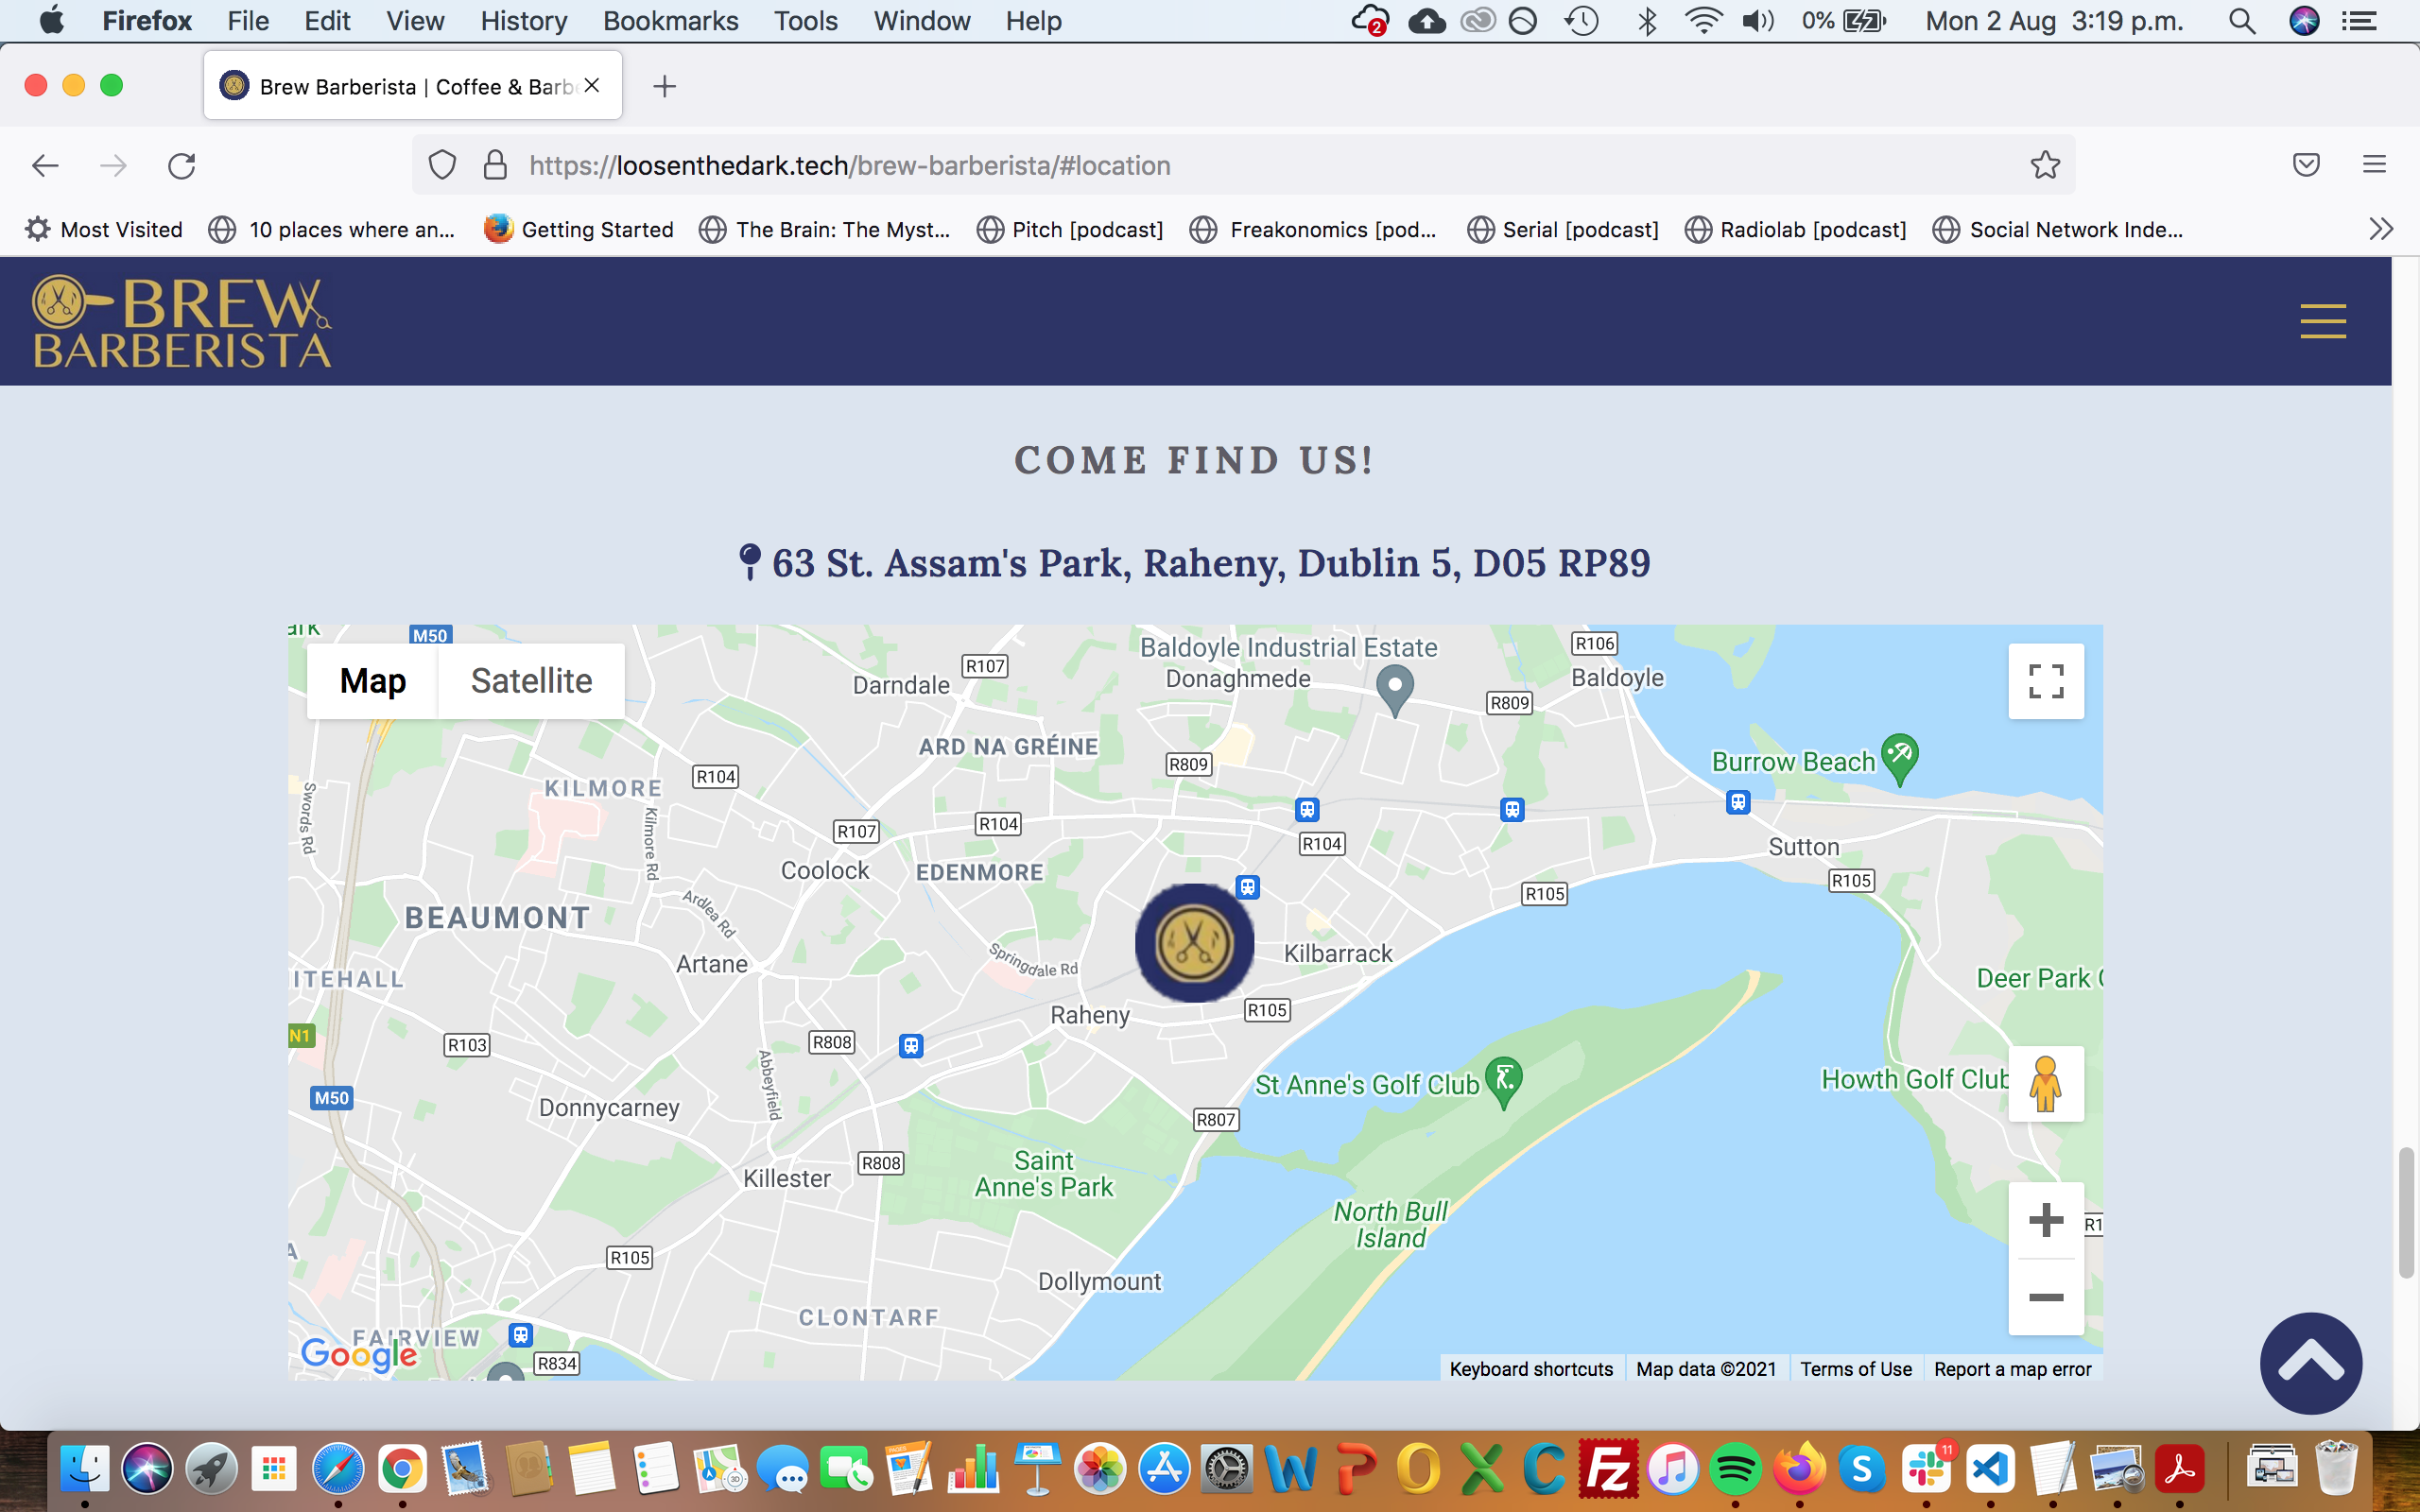 Firefox File Edit View History Bookmarks Tools Window Help
2
0%
Mon 2 Aug 3:19 p.m.
Brew Barberista | Coffee & Barb
https://loosenthedark.tech/brew-barberista/#location
Most Visited
10 places where an...
Getting Started
The Brain: The Myst...
Pitch [podcast]
Freakonomics [pod...
Serial [podcast]
Radiolab [podcast]
Social Network Inde...
BREW
BARBERISTA
COME FIND US!
63 St. Assam's Park, Raheny, Dublin 5, D05 RP89
Map
Satellite
M50
R107
Darndale
Baldoyle Industrial Estate
Donaghmede
R106
Baldoyle
R809
ARD NA GRÉINE
R809
Burrow Beach
KILMORE
R104
Swords Rd
Kilmore Rd
R107
R104
R104
Sutton
Coolock
EDENMORE
R105
R105
BEAUMONT
Ardlea Rd
Artane
Springdale Rd
Kilbarrack
ITEHALL
Deer Park
Raheny
R105
N1
R103
R808
Abbeyfield
St Anne's Golf Club
Howth Golf Club
M50
Donnycarney
R807
R808
Saint
Anne's Park
Killester
North Bull
Island
R1
R105
Dollymount
CLONTARF
FAIRVIEW
Google
R834
Keyboard shortcuts
Map data ©2021
Terms of Use
Report a map error
PAGES
3D
W
P
O
X
C
Fz
S
11